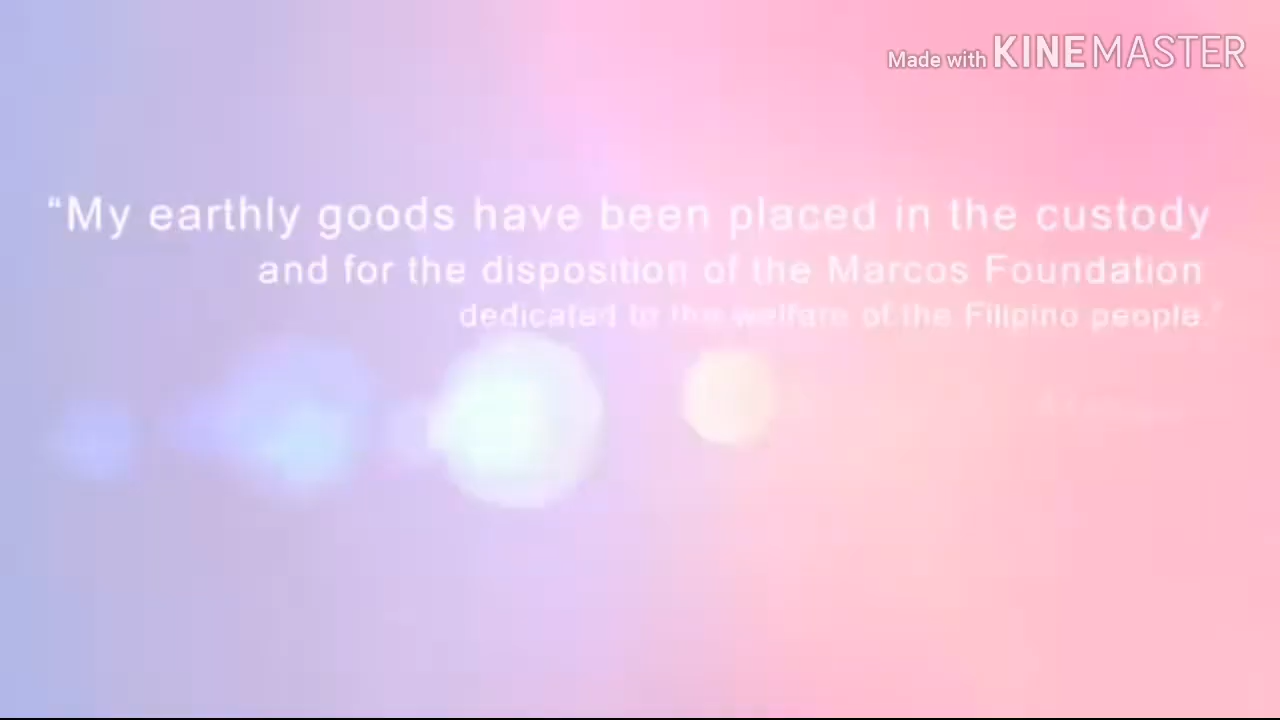 Made with KINEMASTER
“My earthly goods have been placed in the custody
and for the disposition of the Marcos Foundation
dedicated to the welfare of the Filipino people.”